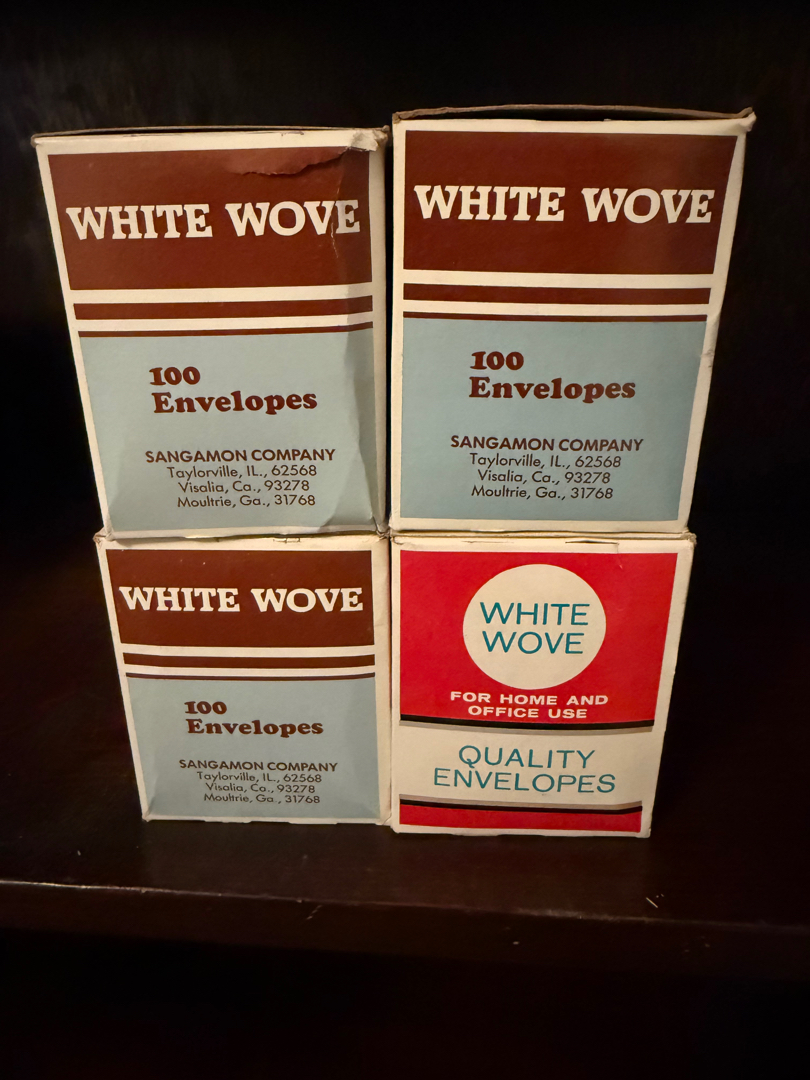 WHITE WOVE
100
Envelopes
SANGAMON COMPANY
Taylorville, IL., 62568
Visalia, Ca., 93278
Moultrie, Ga., 31768
WHITE WOVE
100
Envelopes
SANGAMON COMPANY
Taylorville, IL., 62568
Visalia, Ca., 93278
Moultrie, Ga., 31768
WHITE WOVE
100
Envelopes
SANGAMON COMPANY
Taylorville, IL., 62568
Visalia, Ca., 93278
Moultrie, Ga., 31768
WHITE
WOVE
FOR HOME AND
OFFICE USE
QUALITY
ENVELOPES